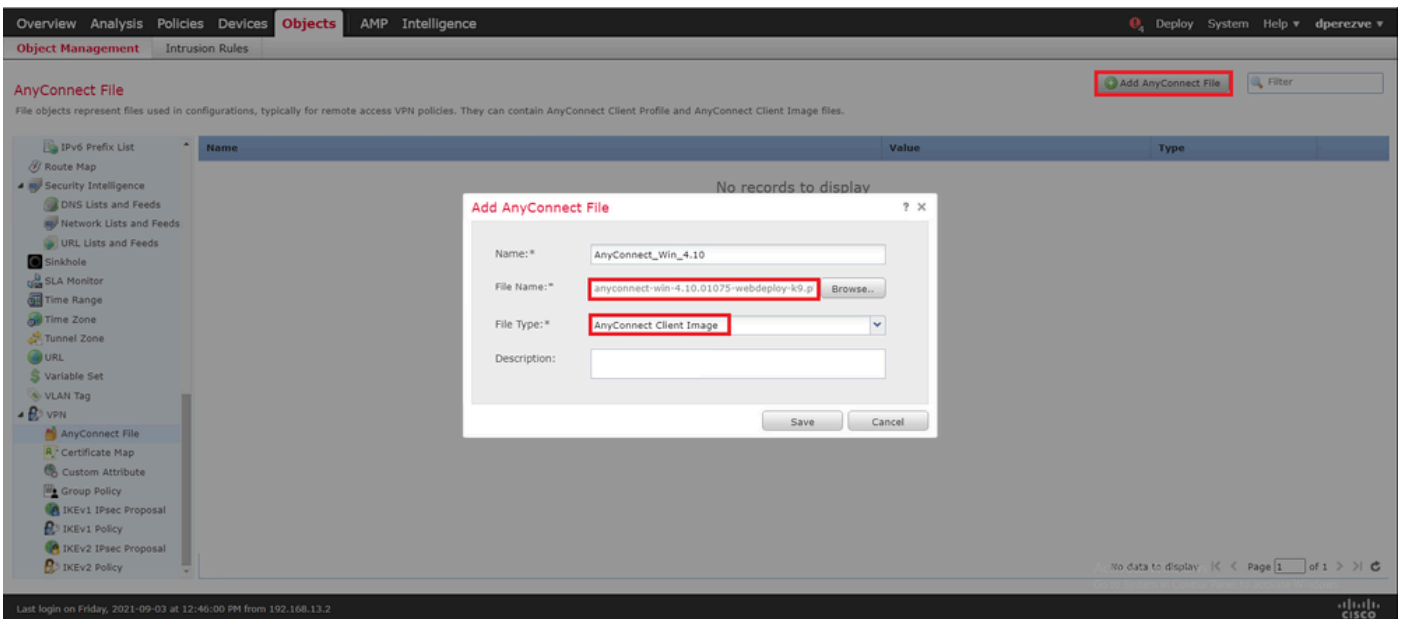 Overview Analysis Policies Devices Objects AMP Intelligence 4 Deploy System Help dperezve
Object Management Intrusion Rules
AnyConnect File
Add AnyConnect File
Filter
File objects represent files used in configurations, typically for remote access VPN policies. They can contain AnyConnect Client Profile and AnyConnect Client Image files.
IPv6 Prefix List
Route Map
Security Intelligence
DNS Lists and Feeds
Network Lists and Feeds
URL Lists and Feeds
Sinkhole
SLA Monitor
Time Range
Time Zone
Tunnel Zone
URL
Variable Set
VLAN Tag
VPN
AnyConnect File
Certificate Map
Custom Attribute
Group Policy
IKEv1 IPsec Proposal
IKEv1 Policy
IKEv2 IPsec Proposal
IKEv2 Policy
Name Value Type
No records to display
Add AnyConnect File ?
Name:* AnyConnect_Win_4.10
File Name:* anyconnect-win-4.10.01075-webdeploy-k9.p Browse..
File Type:* AnyConnect Client Image
Description:
Save Cancel
No data to display |< < Page 1 of 1 > >|
Last login on Friday, 2021-09-03 at 12:46:00 PM from 192.168.13.2
CISCO